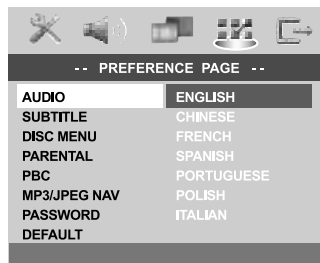 -- PREFERENCE PAGE --
AUDIO ENGLISH
SUBTITLE CHINESE
DISC MENU FRENCH
PARENTAL SPANISH
PBC PORTUGUESE
MP3/JPEG NAV POLISH
PASSWORD ITALIAN
DEFAULT